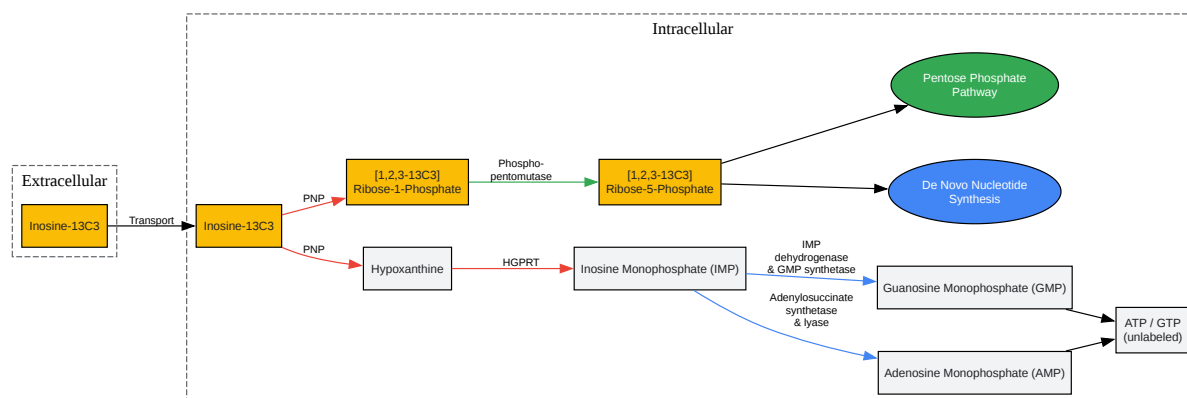 Intracellular
Pentose Phosphate
Pathway
Extracellular
Inosine-13C3
Transport
Inosine-13C3
PNP
[1,2,3-13C3]
Ribose-1-Phosphate
Phospho-
pentomutase
[1,2,3-13C3]
Ribose-5-Phosphate
De Novo Nucleotide
Synthesis
PNP
Hypoxanthine
HGPRT
Inosine Monophosphate (IMP)
IMP
dehydrogenase
& GMP synthetase
Guanosine Monophosphate (GMP)
Adenylosuccinate
synthetase
& lyase
Adenosine Monophosphate (AMP)
ATP / GTP
(unlabeled)